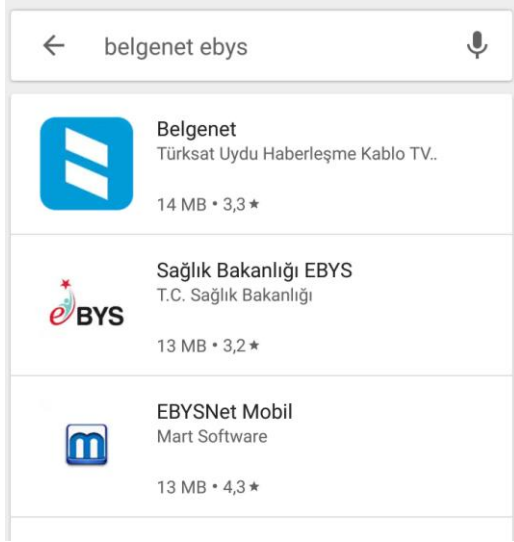 belgenet ebys
Belgenet
Türksat Uydu Haberleşme Kablo TV..
14 MB • 3,3 ★
Sağlık Bakanlığı EBYS
T.C. Sağlık Bakanlığı
eBYS
13 MB • 3,2 ★
EBYSNet Mobil
Mart Software
m
13 MB • 4,3 ★